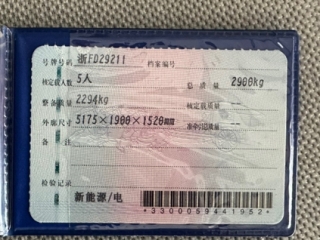 号牌号码 浙FD29211 档案编号
核定载人数 5人 总质量 2900kg
整备质量 2294kg 核定载质量 --
外廓尺寸 5175×1900×1520mm 准牵引总质量 --
备注
检验记录
新能源/电
*3300059441952*